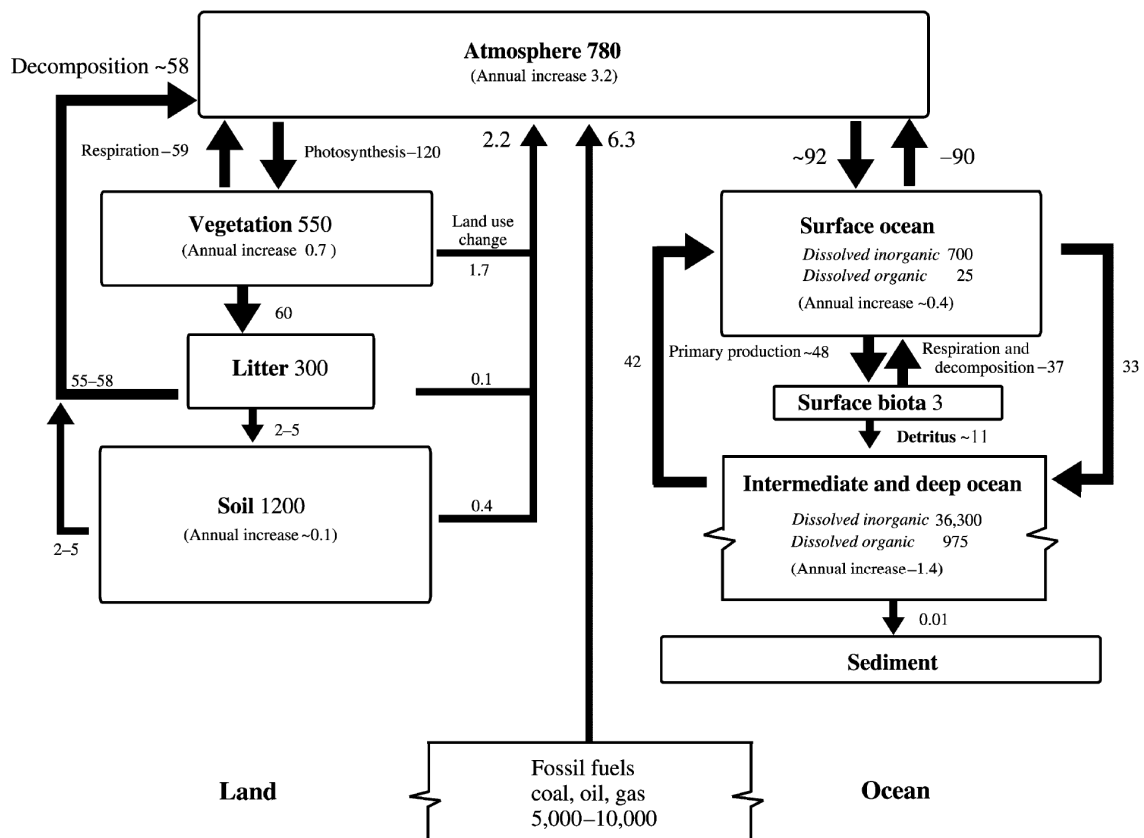 Atmosphere 780
(Annual increase 3.2)
Decomposition ~58
Respiration–59
Photosynthesis–120
2.2
6.3
~92
–90
Vegetation 550
(Annual increase 0.7 )
Land use
change
1.7
60
Litter 300
55–58
0.1
2–5
Soil 1200
(Annual increase ~0.1)
0.4
2–5
Surface ocean
Dissolved inorganic 700
Dissolved organic 25
(Annual increase ~0.4)
42
Primary production ~48
Respiration and
decomposition –37
33
Surface biota 3
Detritus ~11
Intermediate and deep ocean
Dissolved inorganic 36,300
Dissolved organic 975
(Annual increase–1.4)
0.01
Sediment
Land
Fossil fuels
coal, oil, gas
5,000–10,000
Ocean